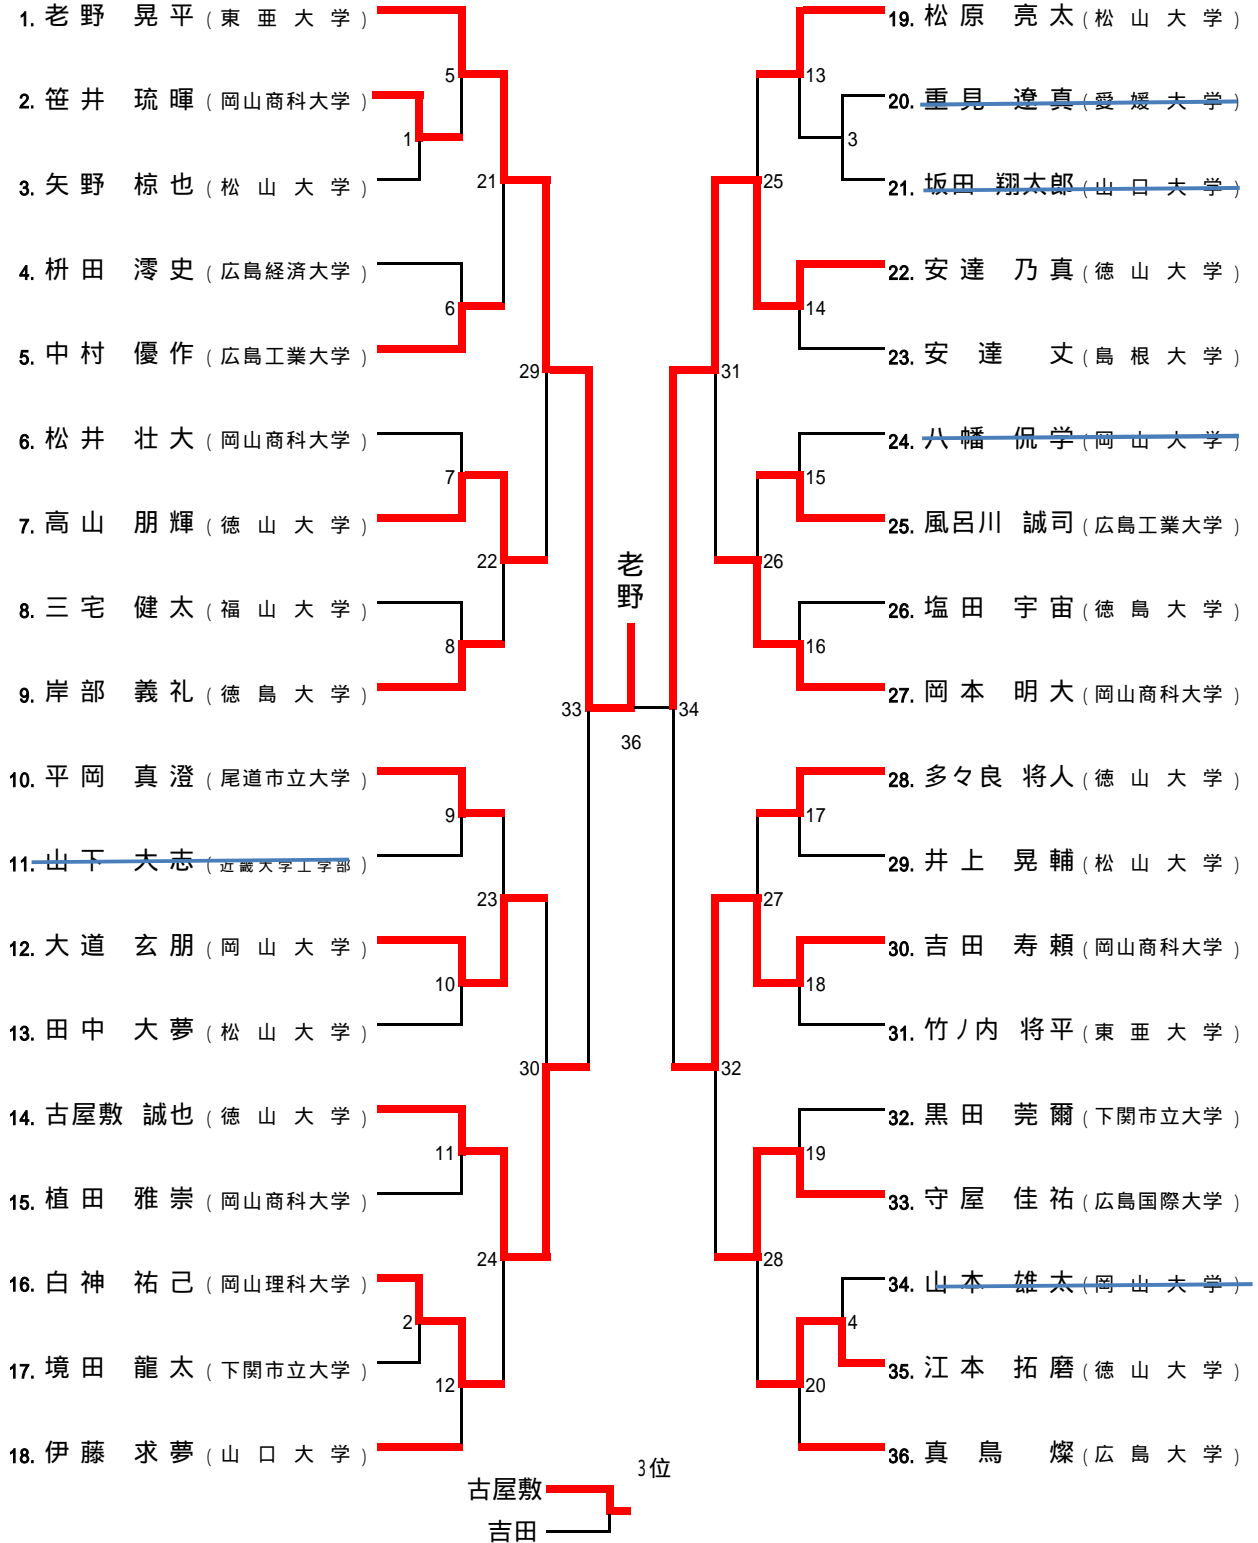 1. 老野 晃平 (東亜大学)
2. 笹井 琉暉 (岡山商科大学)
3. 矢野 椋也 (松山大学)
4. 枡田 澪史 (広島経済大学)
5. 中村 優作 (広島工業大学)
6. 松井 壮大 (岡山商科大学)
7. 高山 朋輝 (徳山大学)
8. 三宅 健太 (福山大学)
9. 岸部 義礼 (徳島大学)
10. 平岡 真澄 (尾道市立大学)
11. 山下 大志 (近畿大学工学部)
12. 大道 玄朋 (岡山大学)
13. 田中 大夢 (松山大学)
14. 古屋敷 誠也 (徳山大学)
15. 植田 雅崇 (岡山商科大学)
16. 白神 祐己 (岡山理科大学)
17. 境田 龍太 (下関市立大学)
18. 伊藤 求夢 (山口大学)
5
1
21
6
29
7
22
8
33
9
23
10
30
11
24
2
12
老野
36
19. 松原 亮太 (松山大学)
20. 重見 遼真 (愛媛大学)
21. 坂田 翔太郎 (山口大学)
22. 安達 乃真 (徳山大学)
23. 安達 丈 (島根大学)
24. 八幡 侃学 (岡山大学)
25. 風呂川 誠司 (広島工業大学)
26. 塩田 宇宙 (徳島大学)
27. 岡本 明大 (岡山商科大学)
28. 多々良 将人 (徳山大学)
29. 井上 晃輔 (松山大学)
30. 吉田 寿頼 (岡山商科大学)
31. 竹ノ内 将平 (東亜大学)
32. 黒田 莞爾 (下関市立大学)
33. 守屋 佳祐 (広島国際大学)
34. 山本 雄太 (岡山大学)
35. 江本 拓磨 (徳山大学)
36. 真鳥 燦 (広島大学)
13
3
25
14
31
15
26
16
34
17
27
18
32
19
28
4
20
3位
古屋敷
吉田